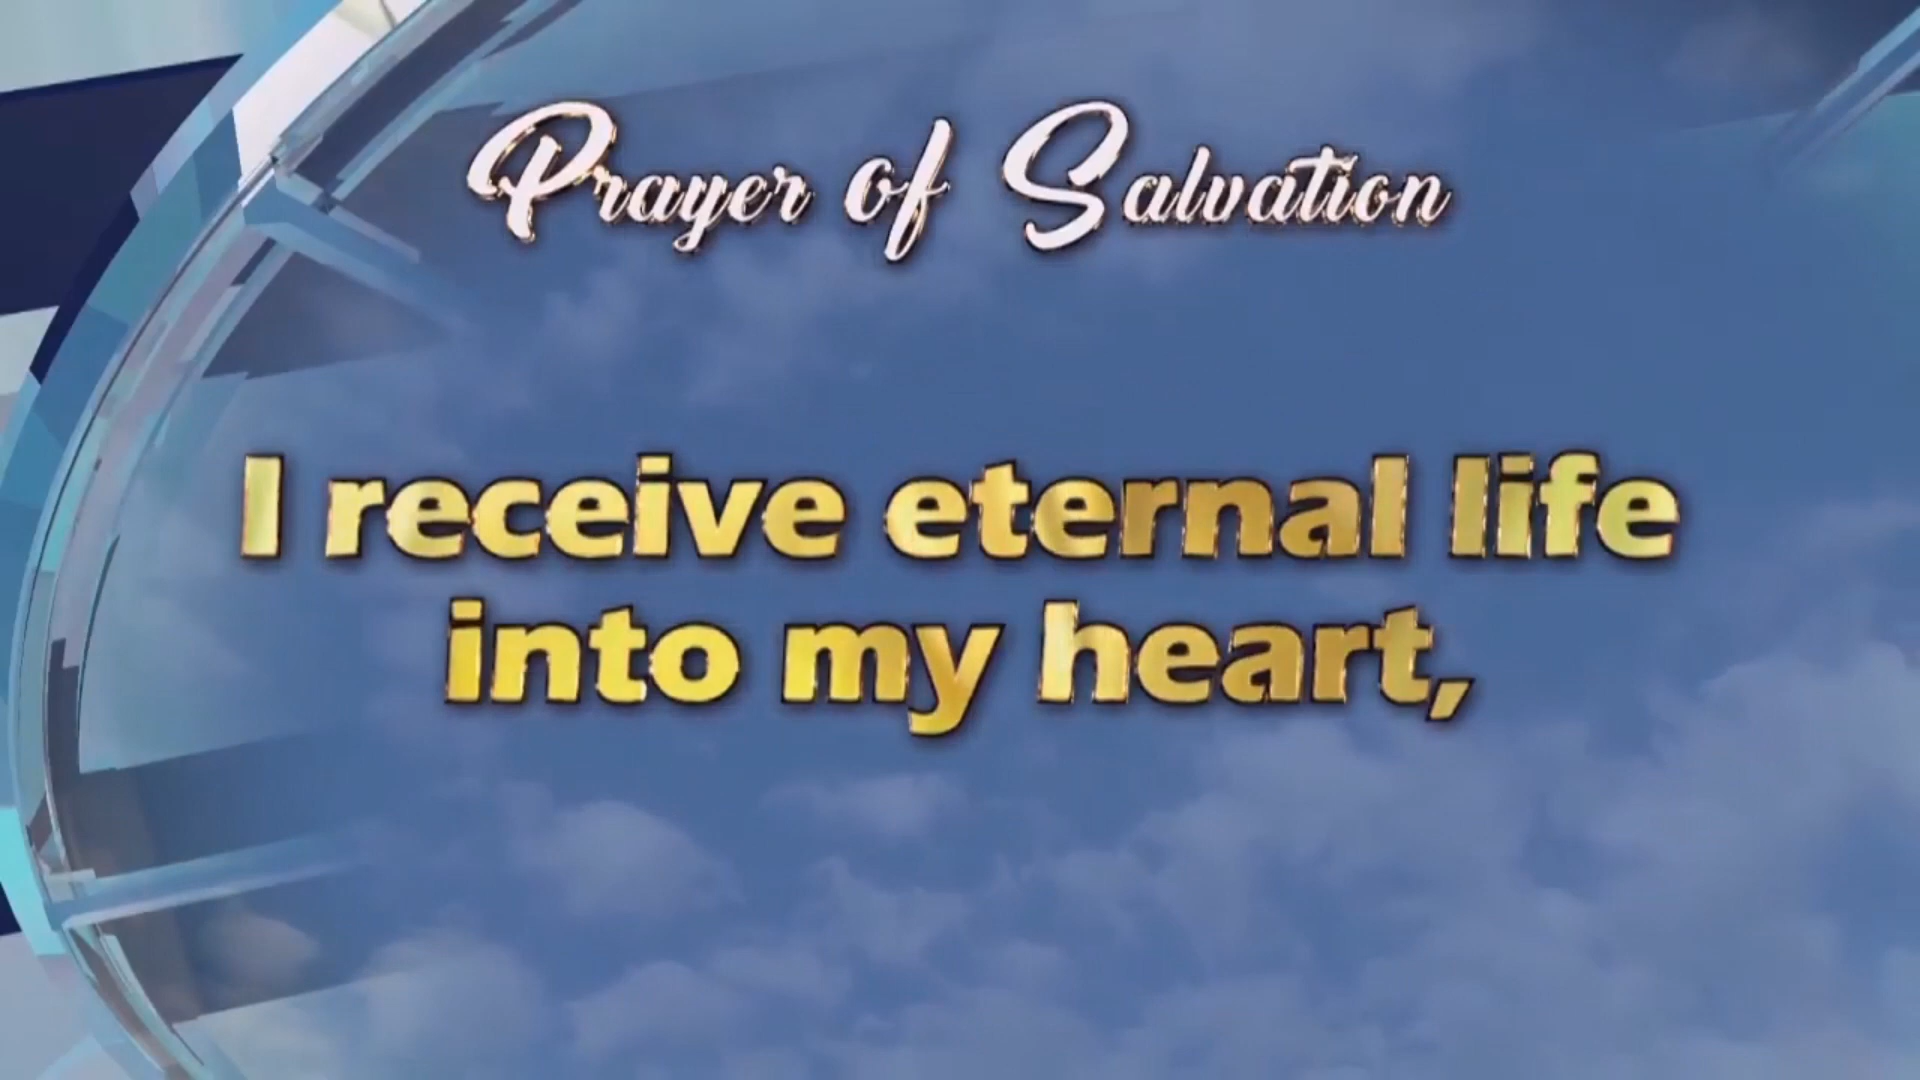 Prayer of Salvation
I receive eternal life
into my heart,